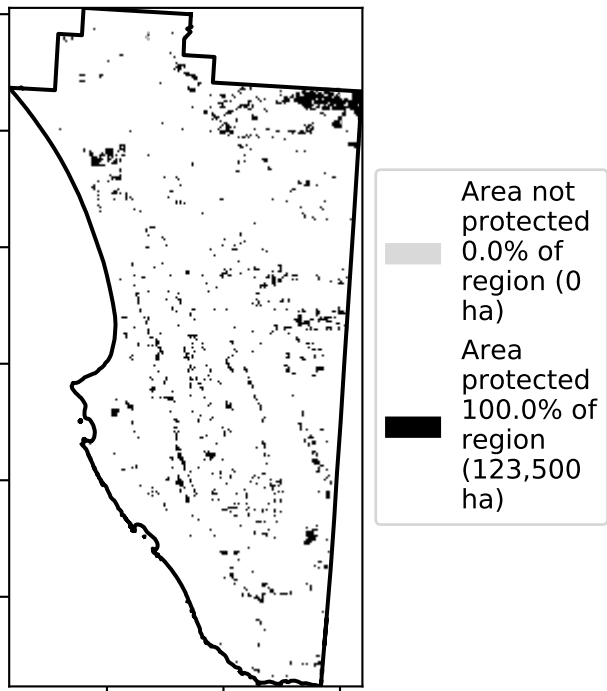 Area not
protected
0.0% of
region (0
ha)
Area
protected
100.0% of
region
(123,500
ha)